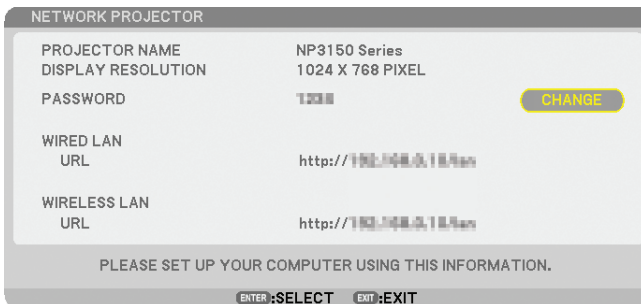 NETWORK PROJECTOR
PROJECTOR NAME NP3150 Series
DISPLAY RESOLUTION 1024 X 768 PIXEL
PASSWORD CHANGE
WIRED LAN
URL http://
WIRELESS LAN
URL http://
PLEASE SET UP YOUR COMPUTER USING THIS INFORMATION.
ENTER :SELECT EXIT :EXIT